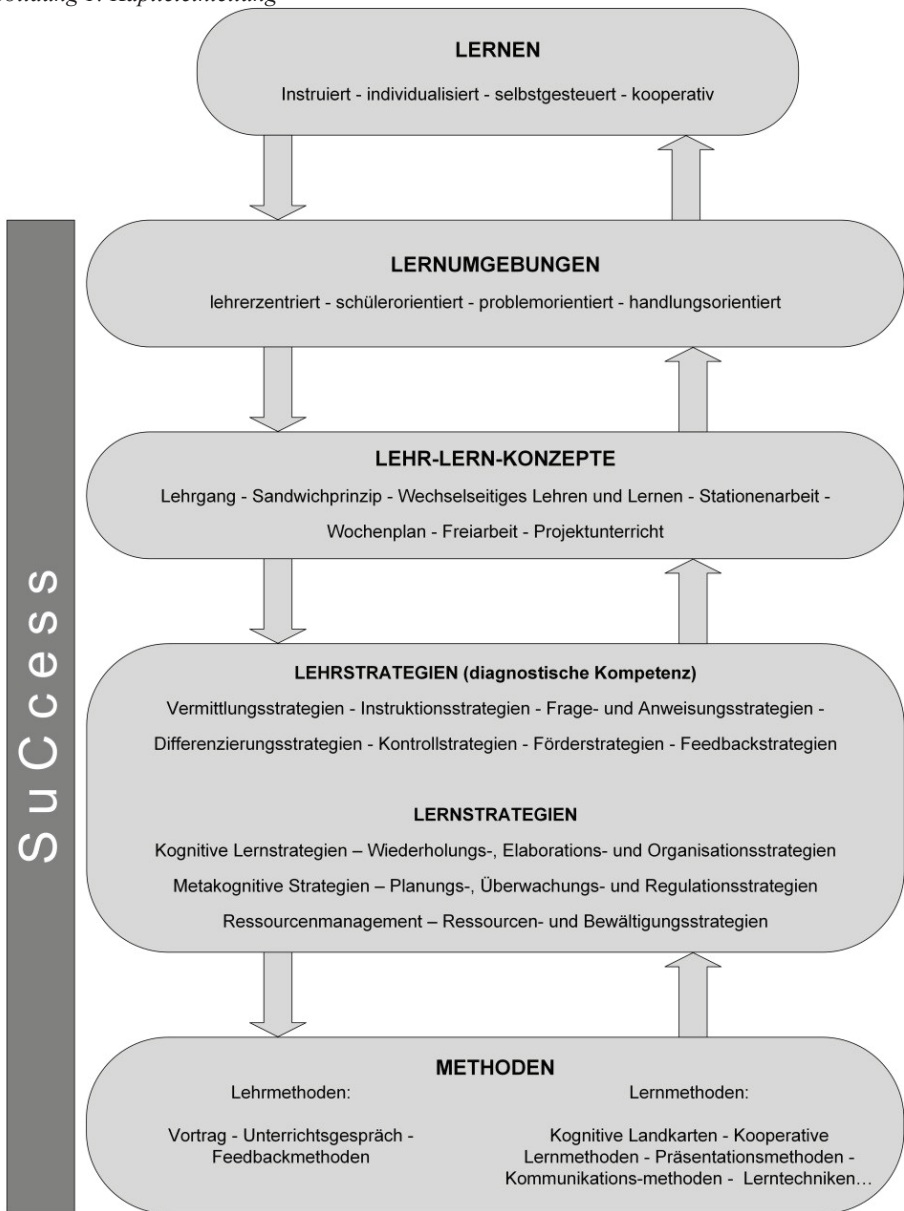 Kapiteleinteilung
LERNEN
Instruiert - individualisiert - selbstgesteuert - kooperativ
LERNUMGEBUNGEN
lehrerzentriert - schülerorientiert - problemorientiert - handlungsorientiert
LEHR-LERN-KONZEPTE
Lehrgang - Sandwichprinzip - Wechselseitiges Lehren und Lernen - Stationenarbeit -
Wochenplan - Freiarbeit - Projektunterricht
SuCcess
LEHRSTRATEGIEN (diagnostische Kompetenz)
Vermittlungsstrategien - Instruktionsstrategien - Frage- und Anweisungsstrategien -
Differenzierungsstrategien - Kontrollstrategien - Förderstrategien - Feedbackstrategien
LERNSTRATEGIEN
Kognitive Lernstrategien – Wiederholungs-, Elaborations- und Organisationsstrategien
Metakognitive Strategien – Planungs-, Überwachungs- und Regulationsstrategien
Ressourcenmanagement – Ressourcen- und Bewältigungsstrategien
METHODEN
Lehrmethoden:
Vortrag - Unterrichtsgespräch -
Feedbackmethoden
Lernmethoden:
Kognitive Landkarten - Kooperative
Lernmethoden - Präsentationsmethoden -
Kommunikations-methoden - Lerntechniken…